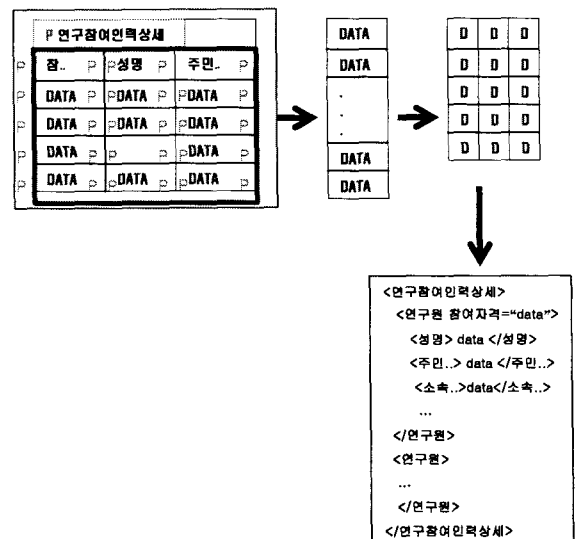 P 연구참여인력상세
P 참.. P P성명 P 주민.. P
P DATA P PDATA P PDATA P
P DATA P PDATA P PDATA P
P DATA P P P PDATA P
P DATA P PDATA P PDATA P
DATA
DATA
.
.
.
DATA
DATA
D D D
D D D
D D D
D D D
D D D
<연구참여인력상세>
<연구원 참여자격="data">
<성명> data </성명>
<주민..> data </주민..>
<소속..>data</소속..>
...
</연구원>
<연구원>
...
</연구원>
</연구참여인력상세>